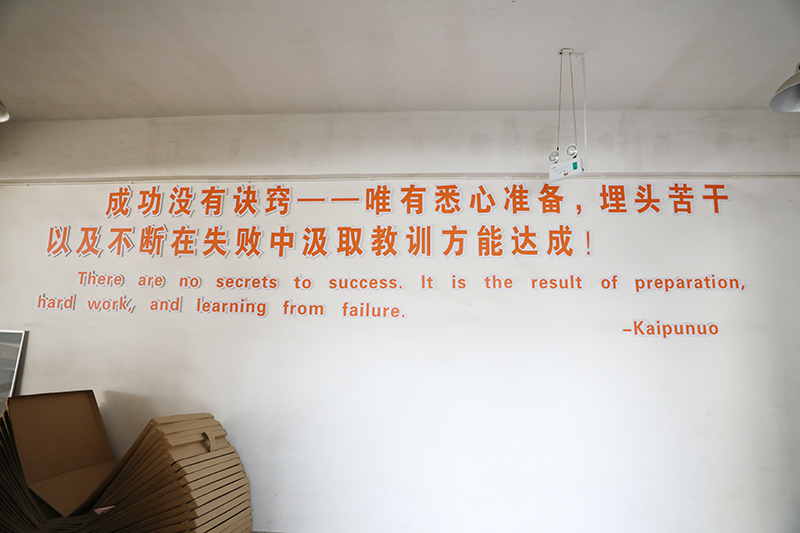 成功没有诀窍——唯有悉心准备，埋头苦干
以及不断在失败中汲取教训方能达成！
There are no secrets to success. It is the result of preparation,
hard work, and learning from failure.
–Kaipunuo